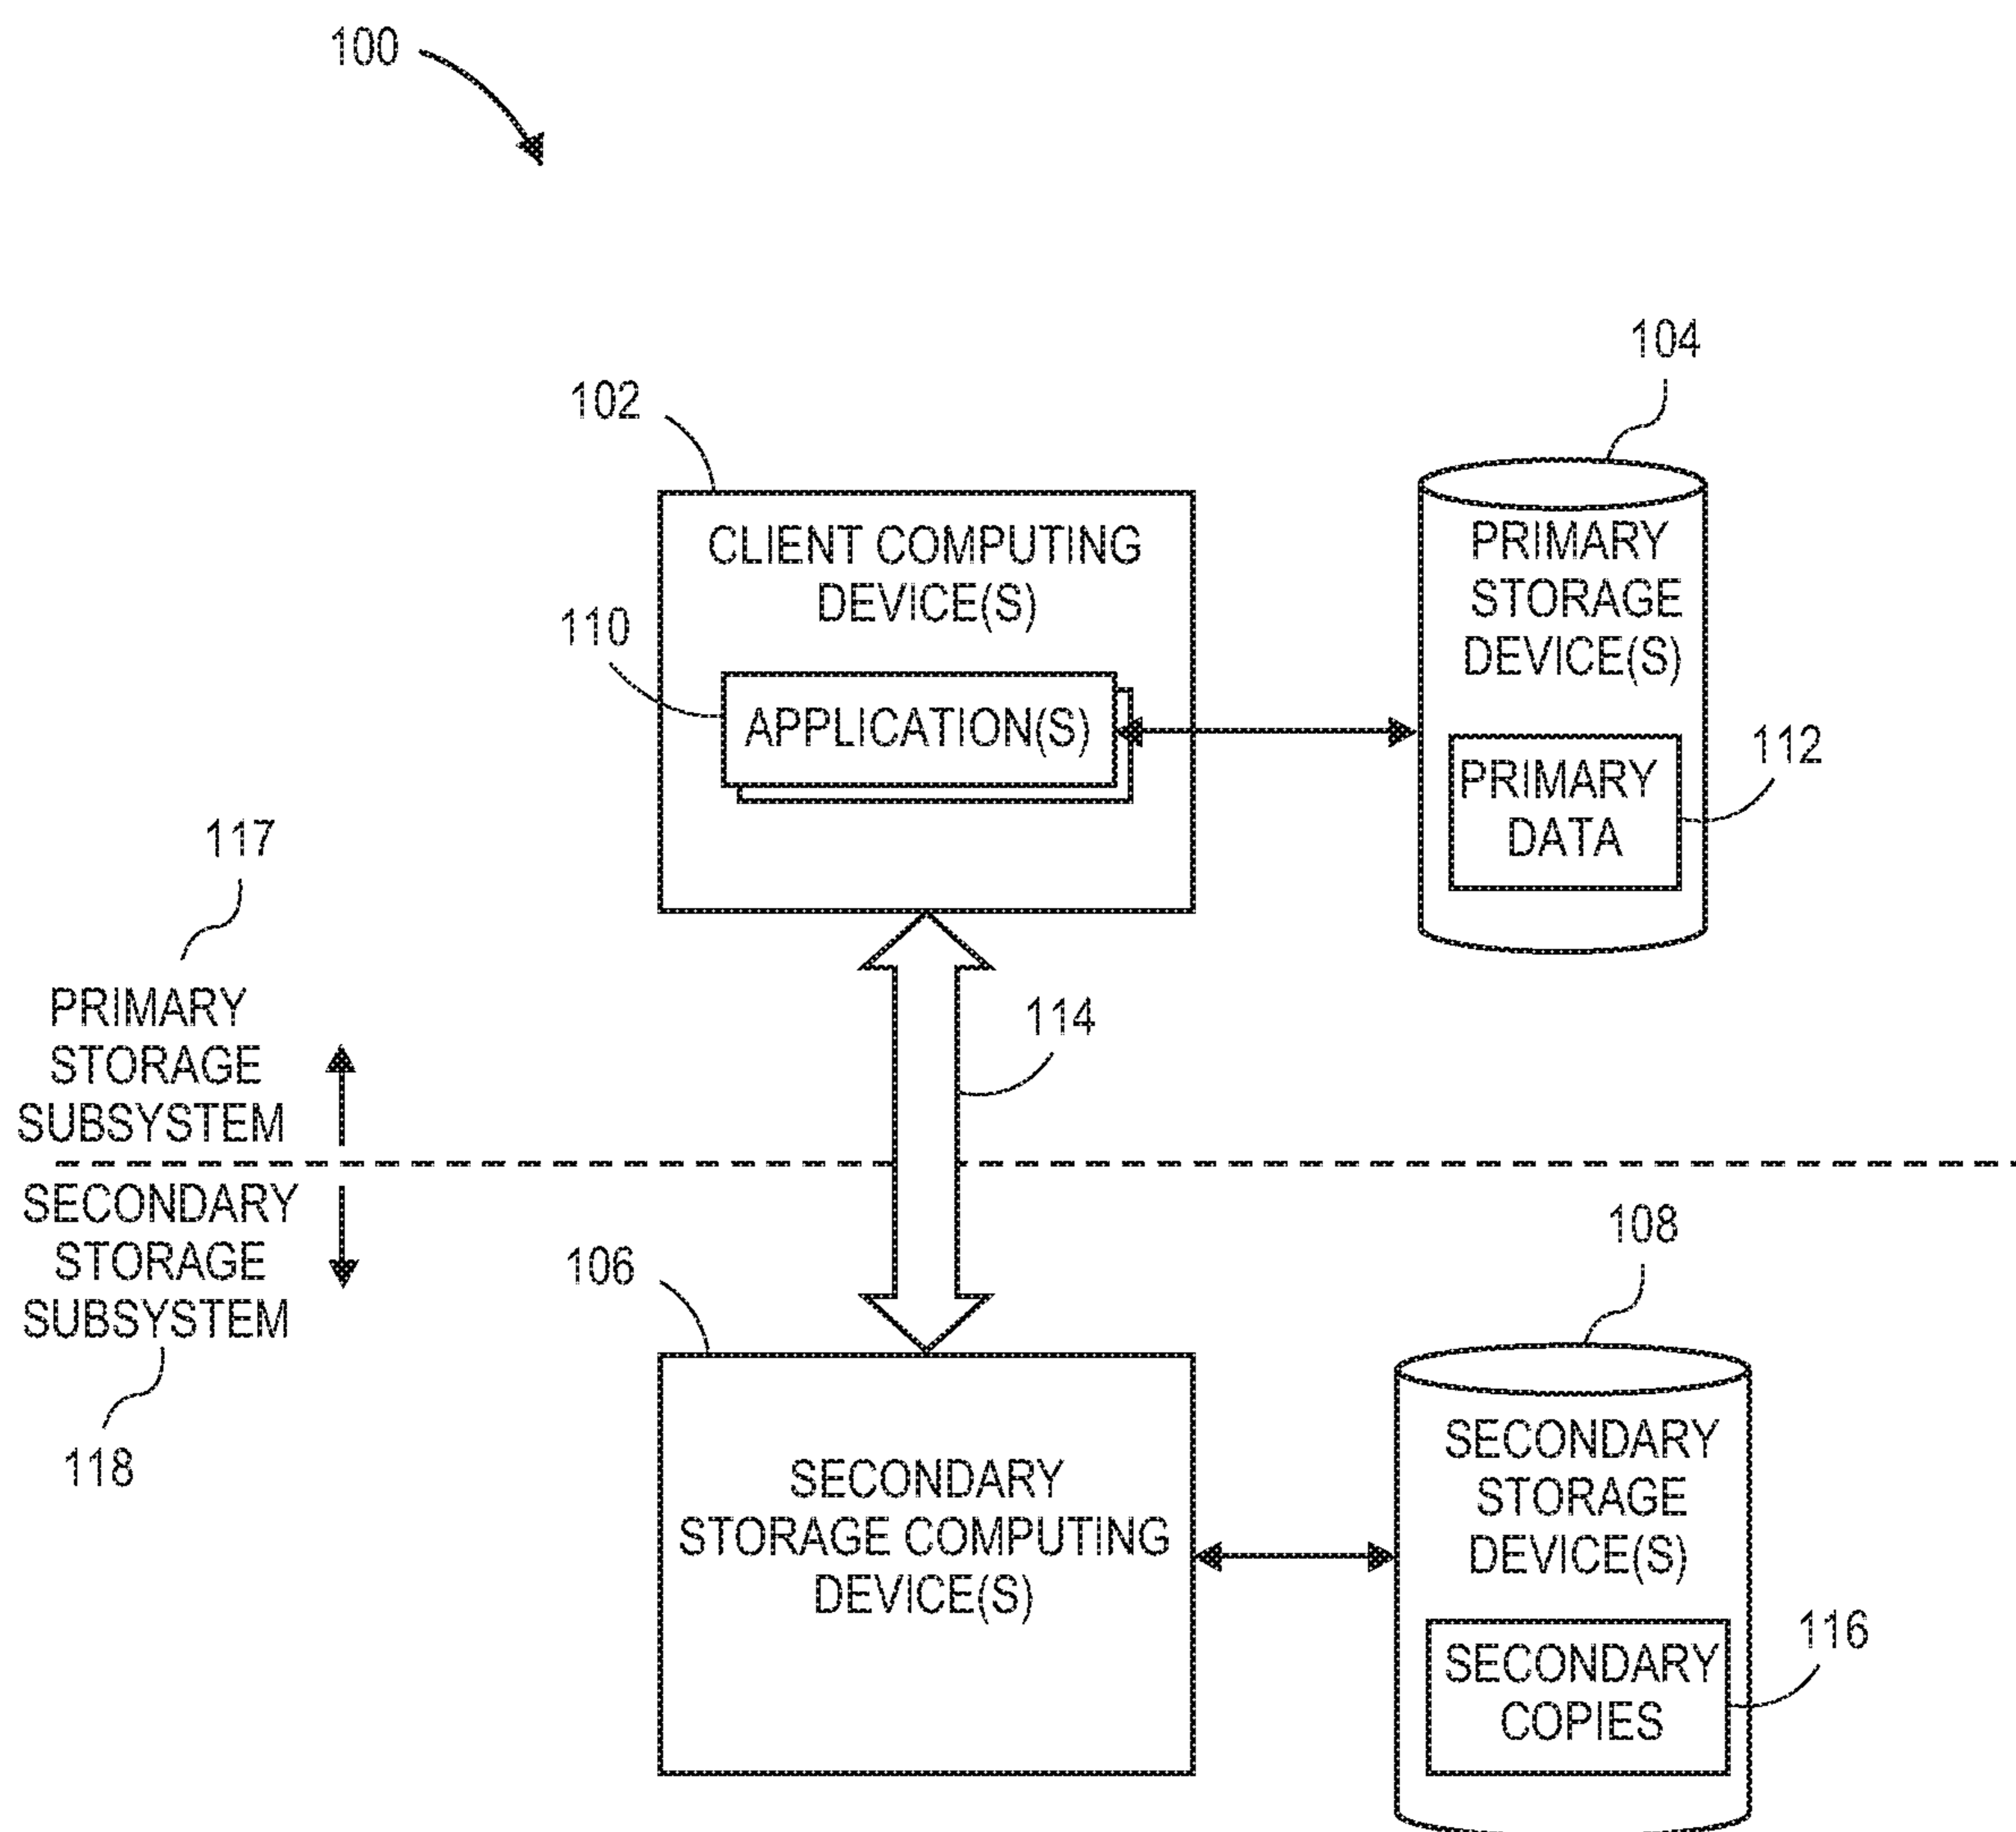 100
104
102
CLIENT COMPUTING
DEVICE(S)
PRIMARY
STORAGE
DEVICE(S)
110
APPLICATION(S)
112
PRIMARY
DATA
117
PRIMARY
STORAGE
SUBSYSTEM
114
SECONDARY
STORAGE
SUBSYSTEM
118
106
108
SECONDARY
STORAGE COMPUTING
DEVICE(S)
SECONDARY
STORAGE
DEVICE(S)
116
SECONDARY
COPIES